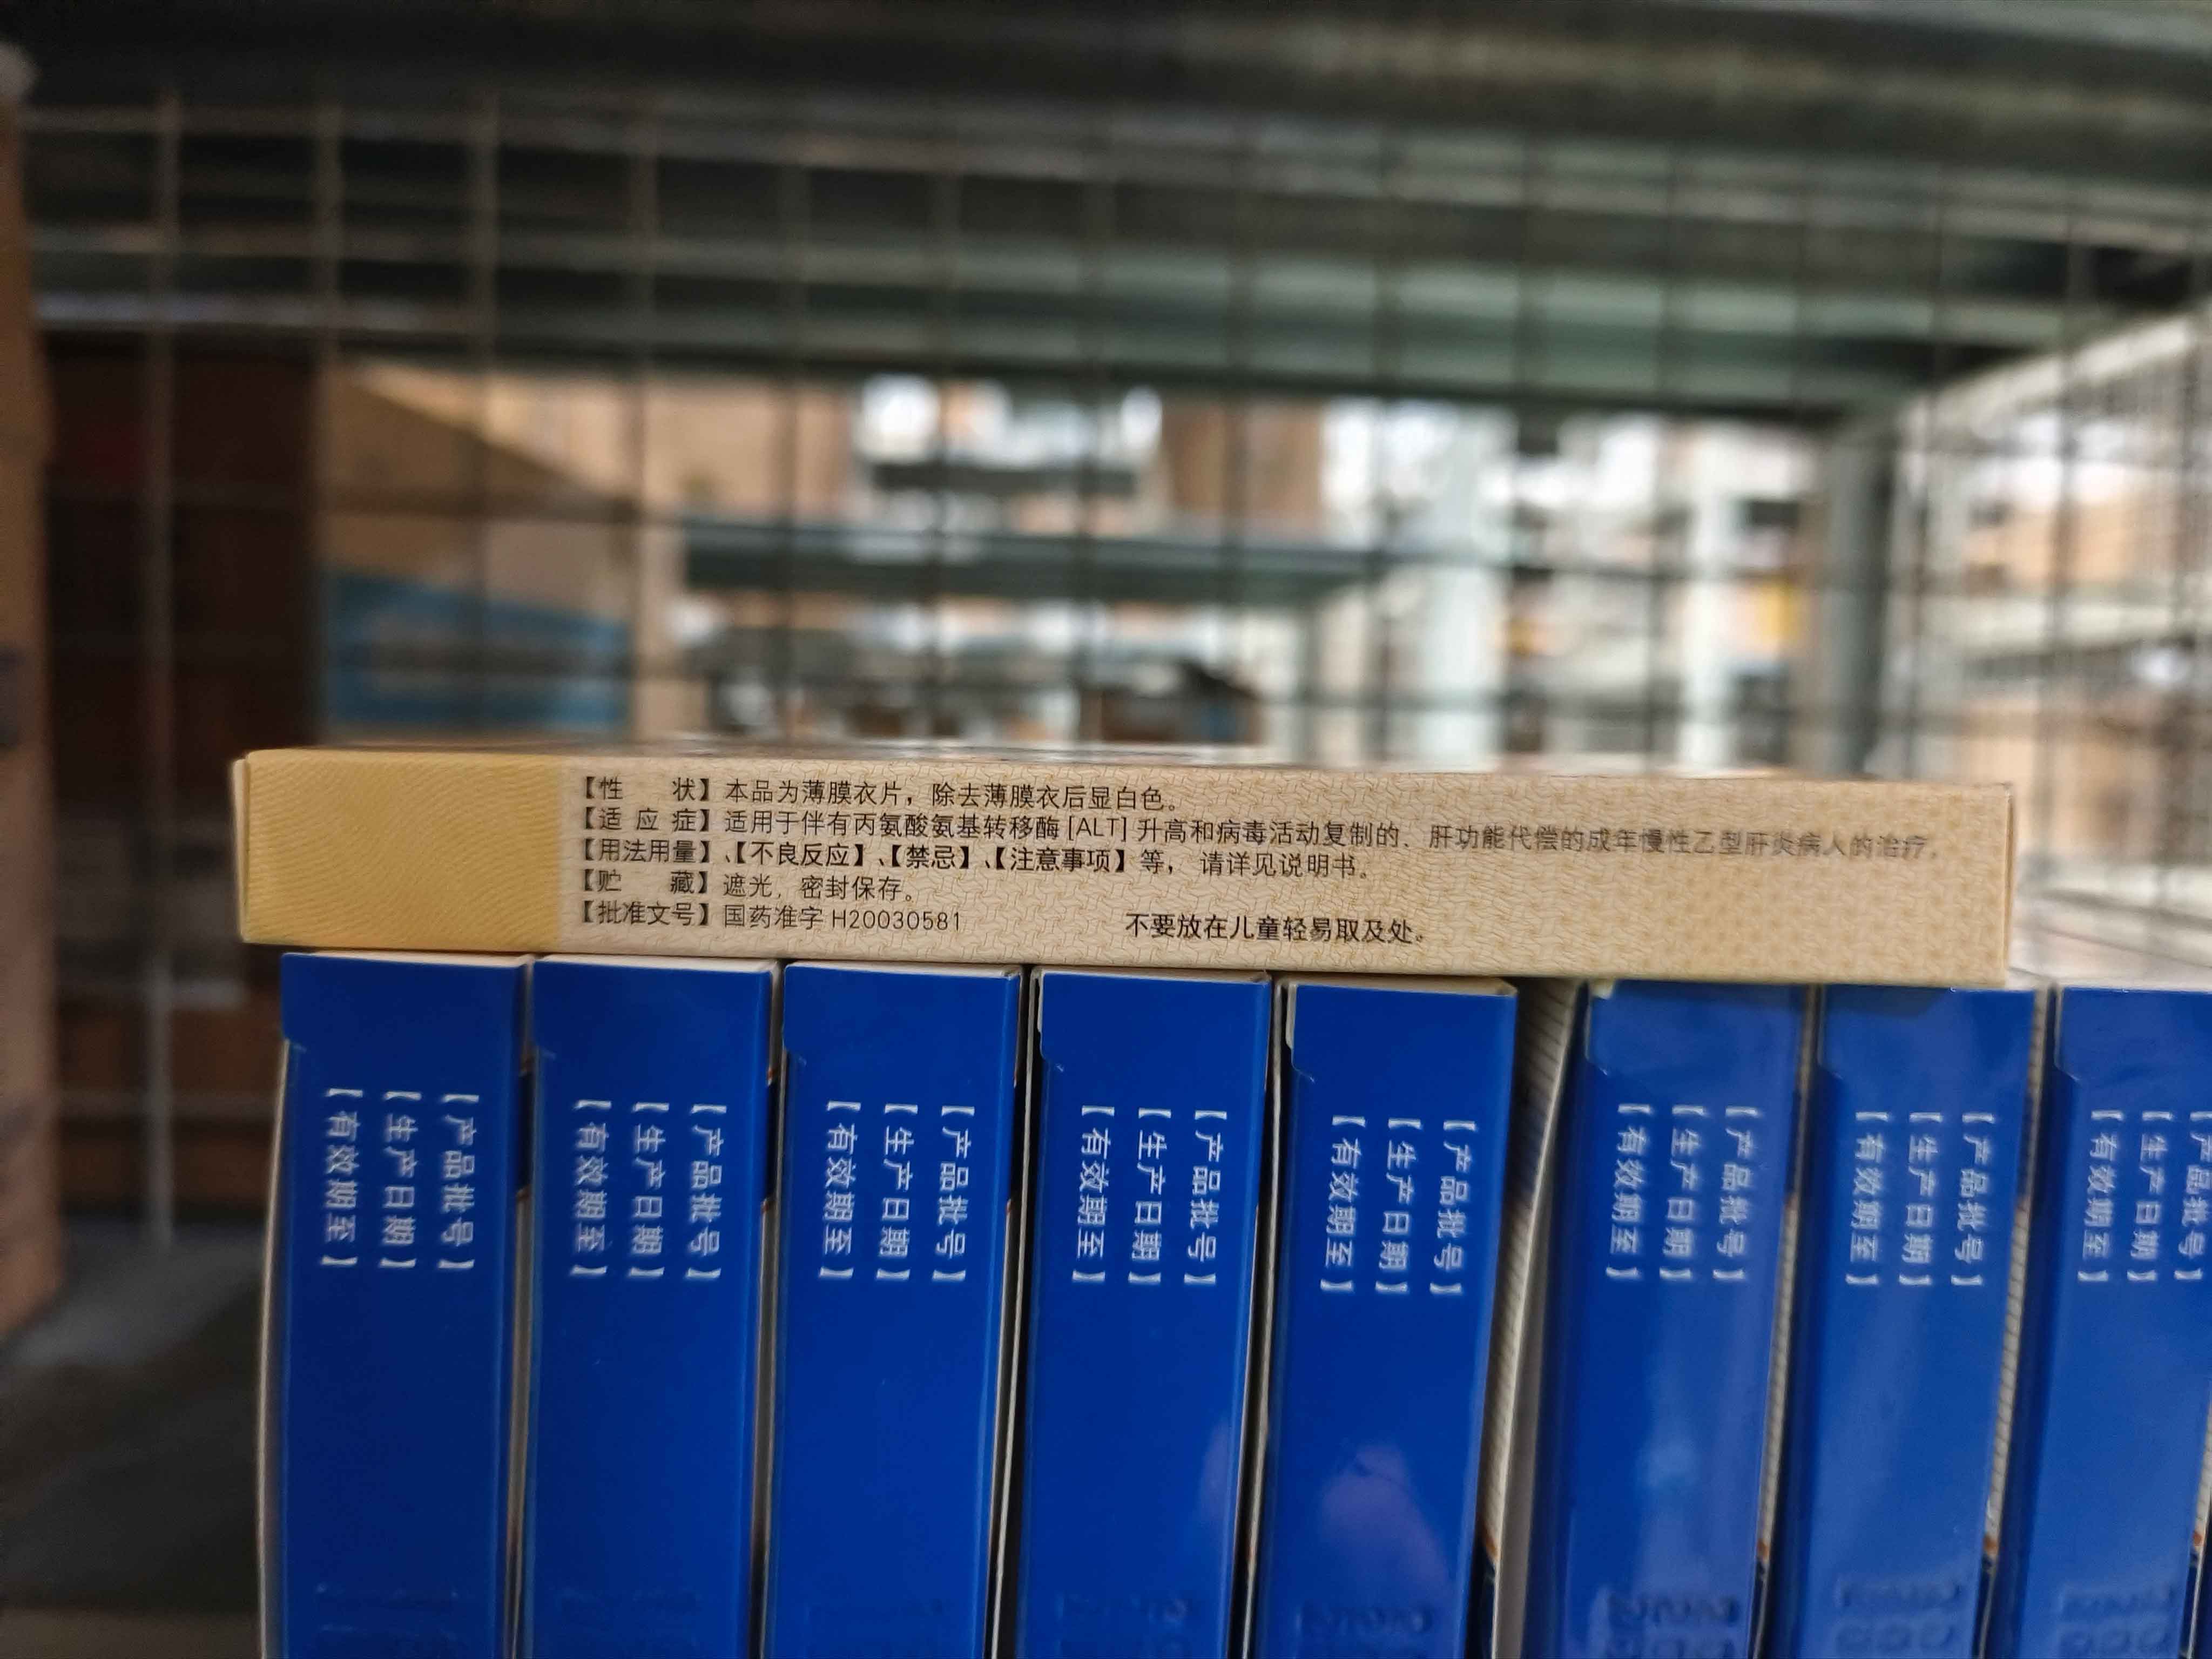 【性　　状】本品为薄膜衣片，除去薄膜衣后显白色。
【适 应 症】适用于伴有丙氨酸氨基转移酶[ALT]升高和病毒活动复制的、肝功能代偿的成年慢性乙型肝炎病人的治疗。
【用法用量】、【不良反应】、【禁忌】、【注意事项】等，请详见说明书。
【贮　　藏】遮光，密封保存。
【批准文号】国药准字 H20030581
不要放在儿童轻易取及处。
【产品批号】
【生产日期】
【有效期至】
【产品批号】
【生产日期】
【有效期至】
【产品批号】
【生产日期】
【有效期至】
【产品批号】
【生产日期】
【有效期至】
【产品批号】
【生产日期】
【有效期至】
【产品批号】
【生产日期】
【有效期至】
【产品批号】
【生产日期】
【有效期至】
【产品批号】
【生产日期】
【有效期至】